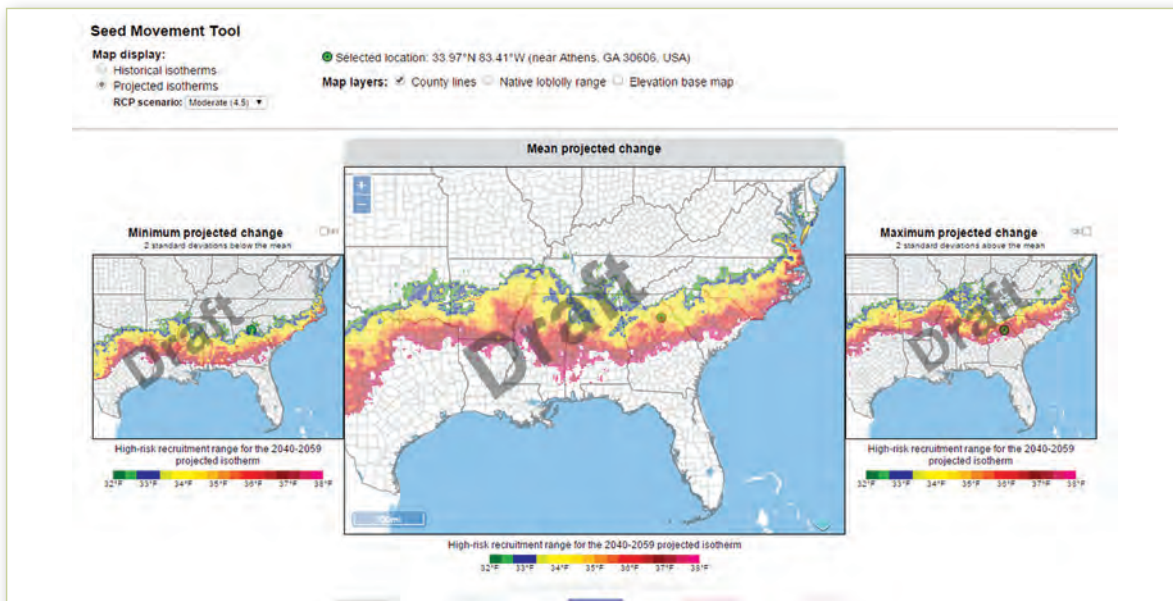 Seed Movement Tool
Map display:
Historical isotherms
Projected isotherms
RCP scenario: Moderate (4.5) ▼
Selected location: 33.97°N 83.41°W (near Athens, GA 30606, USA)
Map layers: ✔ County lines Native loblolly range Elevation base map
Mean projected change
+
−
Draft
Minimum projected change
2 standard deviations below the mean
Draft
High-risk recruitment range for the 2040-2059
projected isotherm
32°F 33°F 34°F 35°F 36°F 37°F 38°F
High-risk recruitment range for the 2040-2059 projected isotherm
32°F 33°F 34°F 35°F 36°F 37°F 38°F
Maximum projected change
2 standard deviations above the mean
Draft
High-risk recruitment range for the 2040-2059
projected isotherm
32°F 33°F 34°F 35°F 36°F 37°F 38°F